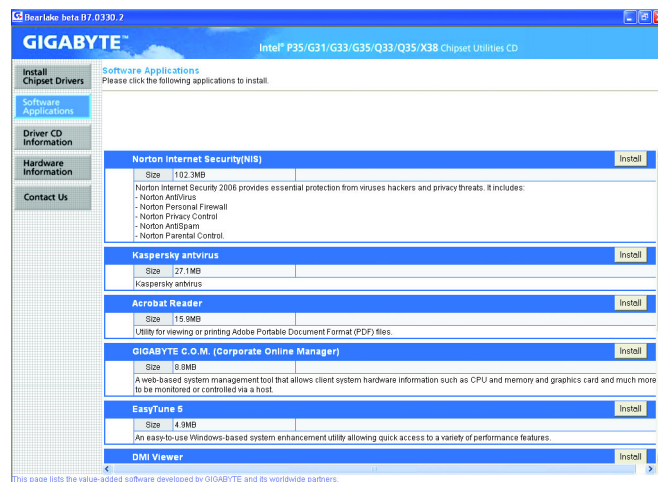 Bearlake beta B7.0330.2
GIGABYTE™
Intel® P35/G31/G33/G35/Q33/Q35/X38 Chipset Utilities CD
Install
Chipset Drivers
Software
Applications
Driver CD
Information
Hardware
Information
Contact Us
Software Applications
Please click the following applications to install.
Norton Internet Security(NIS) Install
Size 102.3MB
Norton Internet Security 2006 provides essential protection from viruses hackers and privacy threats. It includes:
- Norton AntiVirus
- Norton Personal Firewall
- Norton Privacy Control
- Norton AntiSpam
- Norton Parental Control.
Kaspersky antvirus Install
Size 27.1MB
Kaspersky antvirus
Acrobat Reader Install
Size 15.9MB
Utility for viewing or printing Adobe Portable Document Format (PDF) files.
GIGABYTE C.O.M. (Corporate Online Manager) Install
Size 8.8MB
A web-based system management tool that allows client system hardware information such as CPU and memory and graphics card and much more
to be monitored or controlled via a host.
EasyTune 5 Install
Size 4.9MB
An easy-to-use Windows-based system enhancement utility allowing quick access to a variety of performance features.
DMI Viewer Install
This page lists the value-added software developed by GIGABYTE and its worldwide partners.